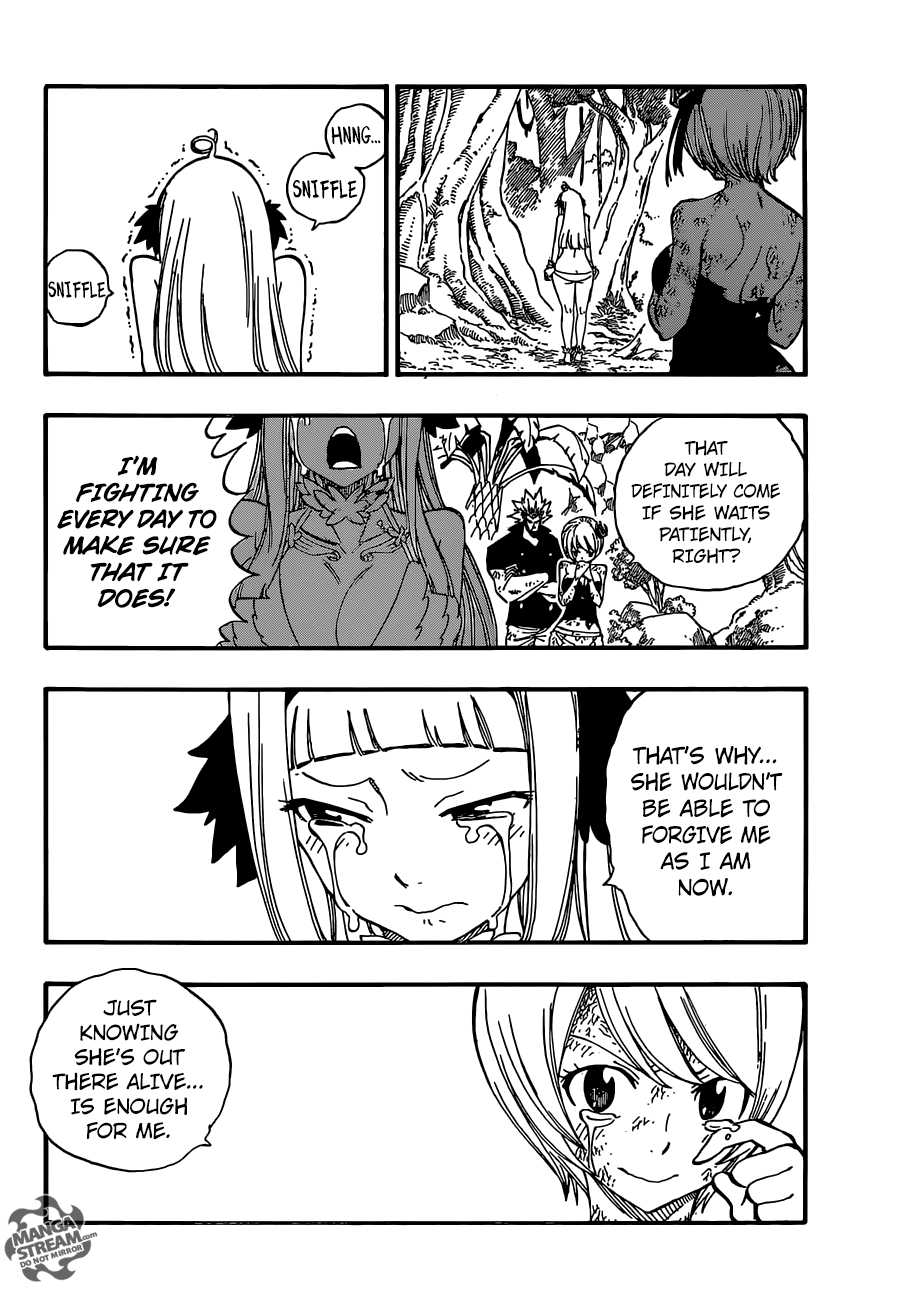 HNNG...
SNIFFLE
SNIFFLE
THAT
DAY WILL
DEFINITELY COME
IF SHE WAITS
PATIENTLY,
RIGHT?
I'M
FIGHTING
EVERY DAY TO
MAKE SURE
THAT IT
DOES!
THAT'S WHY...
SHE WOULDN'T
BE ABLE TO
FORGIVE ME
AS I AM
NOW.
JUST
KNOWING
SHE'S OUT
THERE ALIVE...
IS ENOUGH
FOR ME.
MANGA
STREAM.com
DO NOT MIRROR